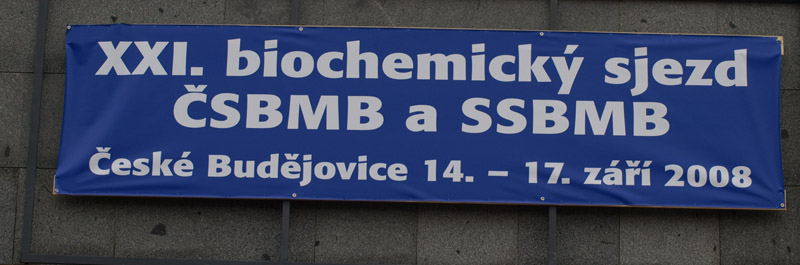 XXI. biochemický sjezd
ČSBMB a SSBMB
České Budějovice 14. – 17. září 2008